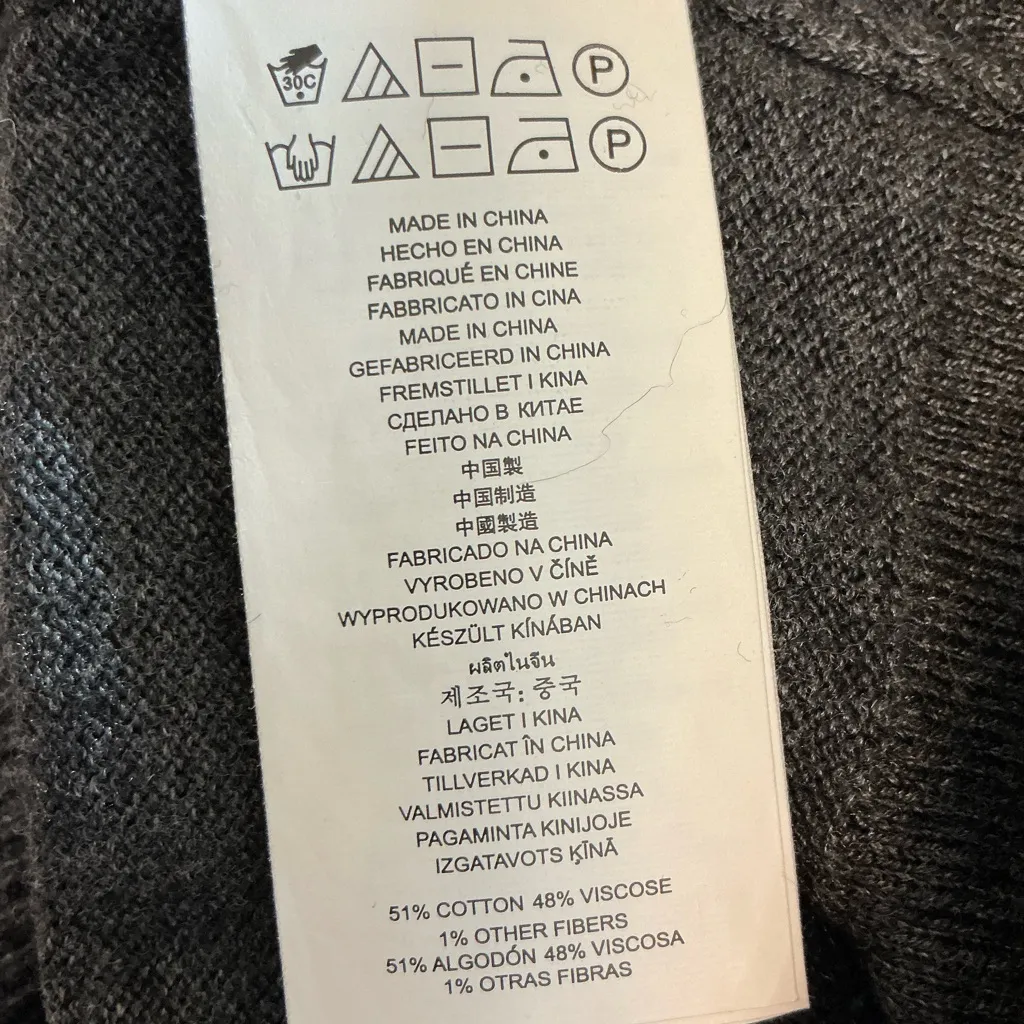 30C P
P
MADE IN CHINA
HECHO EN CHINA
FABRIQUÉ EN CHINE
FABBRICATO IN CINA
MADE IN CHINA
GEFABRICEERD IN CHINA
FREMSTILLET I KINA
СДЕЛАНО В КИТАЕ
FEITO NA CHINA
中国製
中国制造
中國製造
FABRICADO NA CHINA
VYROBENO V ČÍNĚ
WYPRODUKOWANO W CHINACH
KÉSZÜLT KÍNÁBAN
ผลิตในจีน
제조국: 중국
LAGET I KINA
FABRICAT ÎN CHINA
TILLVERKAD I KINA
VALMISTETTU KIINASSA
PAGAMINTA KINIJOJE
IZGATAVOTS ĶĪNĀ
51% COTTON 48% VISCOSE
1% OTHER FIBERS
51% ALGODÓN 48% VISCOSA
1% OTRAS FIBRAS